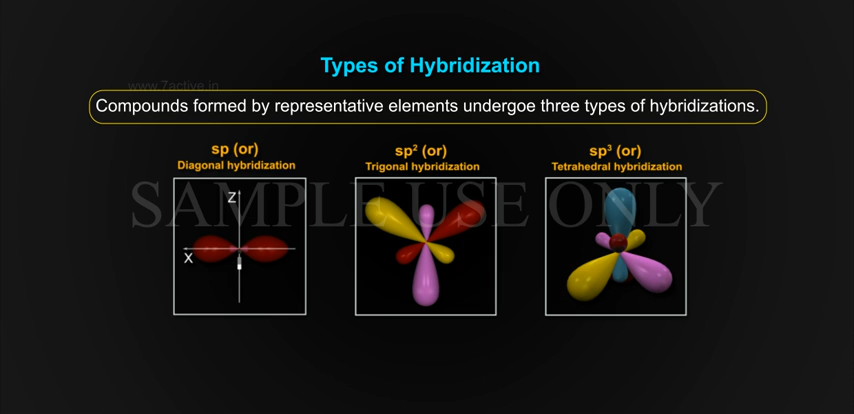 Types of Hybridization
www.7active.in
Compounds formed by representative elements undergoe three types of hybridizations.
sp (or)
Diagonal hybridization
sp² (or)
Trigonal hybridization
sp³ (or)
Tetrahedral hybridization
SAMPLE USE ONLY
Z
X